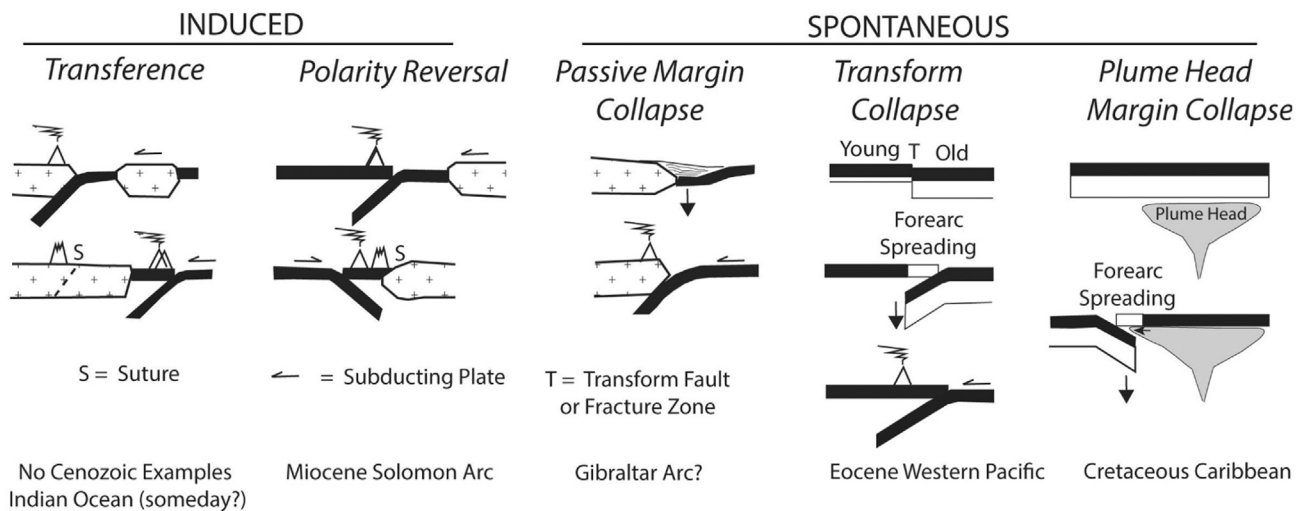 INDUCED
SPONTANEOUS
Transference
Polarity Reversal
Passive Margin
Collapse
Transform
Collapse
Plume Head
Margin Collapse
Young T Old
Plume Head
Forearc
Spreading
Forearc
Spreading
S
S
S = Suture
= Subducting Plate
T = Transform Fault
or Fracture Zone
No Cenozoic Examples
Indian Ocean (someday?)
Miocene Solomon Arc
Gibraltar Arc?
Eocene Western Pacific
Cretaceous Caribbean